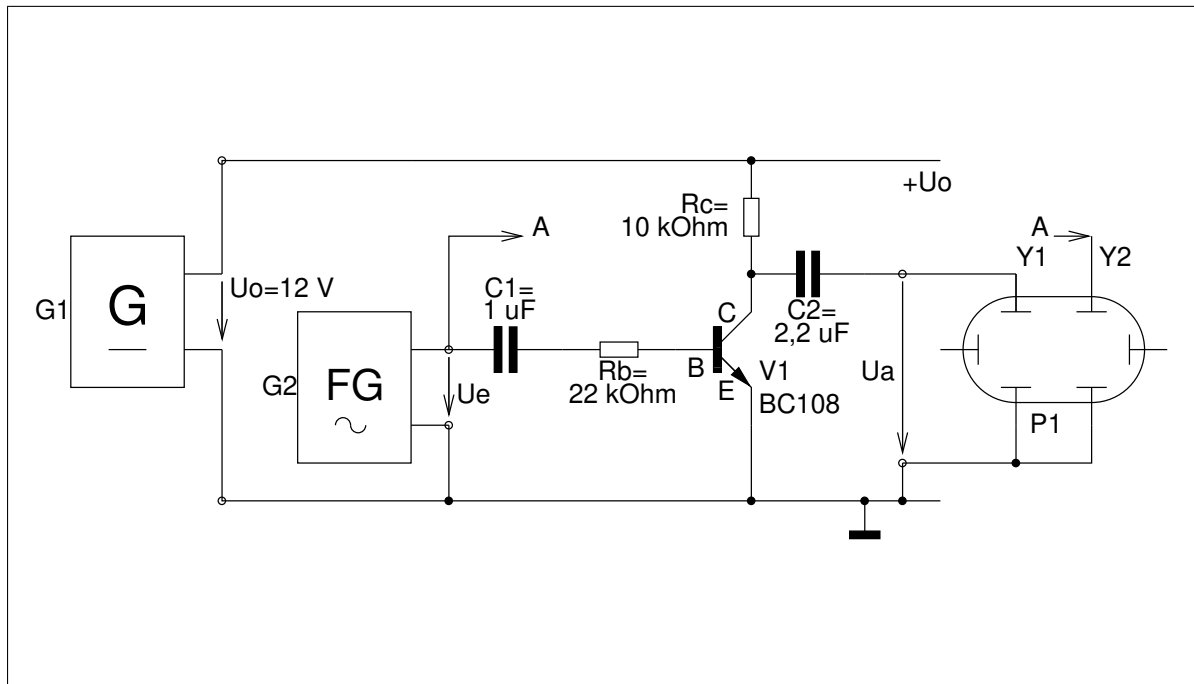 +Uo
Rc=
10 kOhm
A
A
Y1
Y2
G1
G
Uo=12 V
C1=
1 uF
C
C2=
2,2 uF
G2
FG
Ue
Rb=
22 kOhm
B
E
V1
BC108
Ua
P1